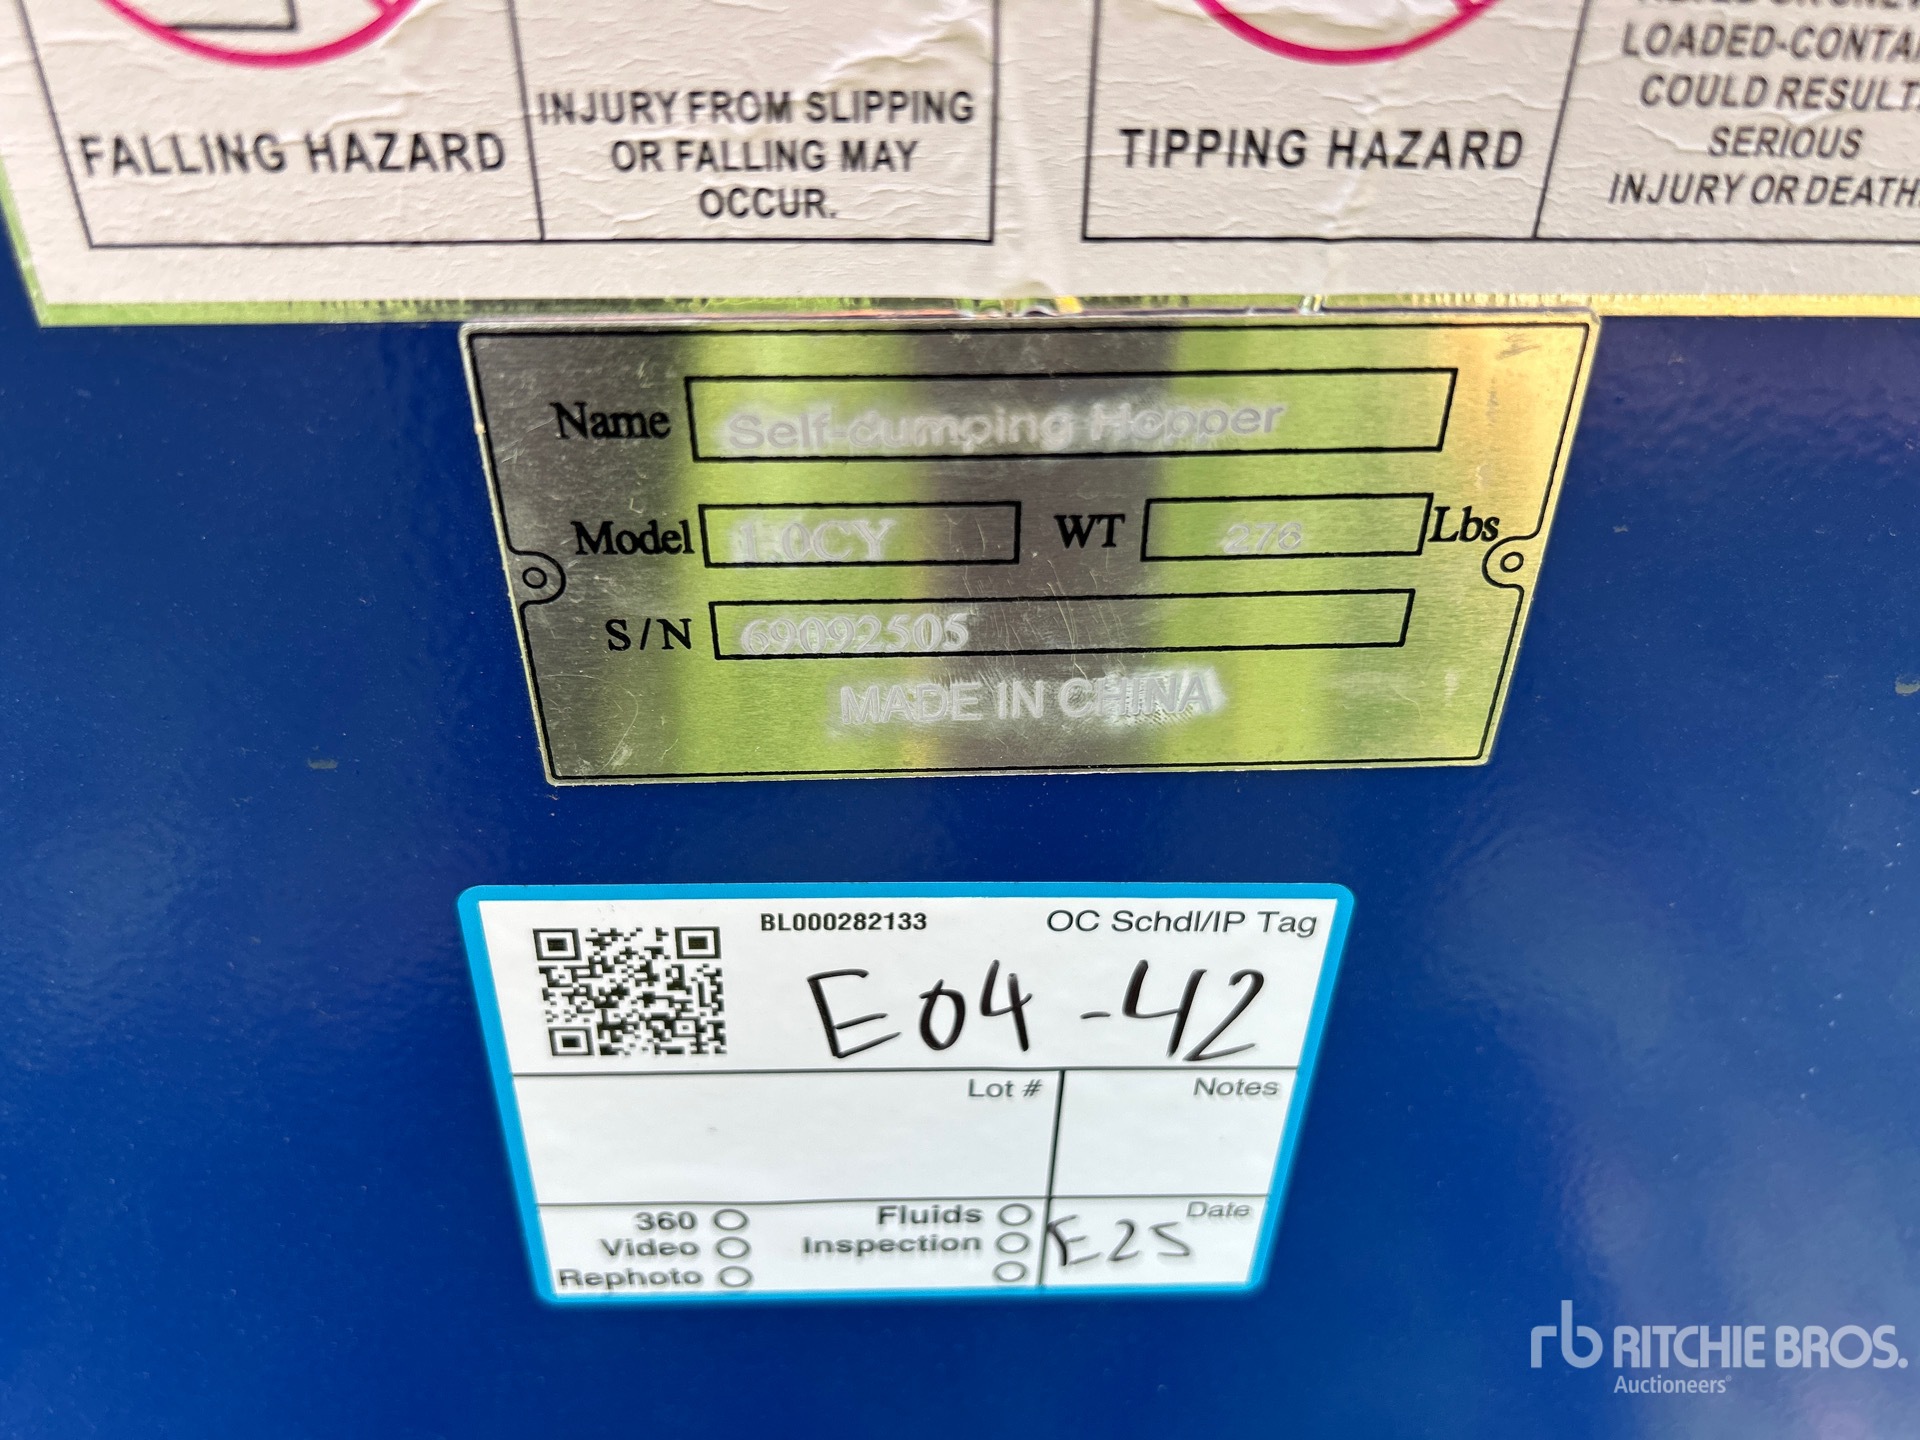 FALLING HAZARD
INJURY FROM SLIPPING
OR FALLING MAY
OCCUR.
TIPPING HAZARD
LOADED-CONTA
COULD RESULT
SERIOUS
INJURY OR DEATH.
Name Self-dumping Hopper
Model 1.0CY WT 276 Lbs
S/N 69092505
MADE IN CHINA
BL000282133 OC Schdl/IP Tag
E04-42
Lot # Notes
360 Fluids Date
Video Inspection E25
Rephoto
rb RITCHIE BROS.
Auctioneers